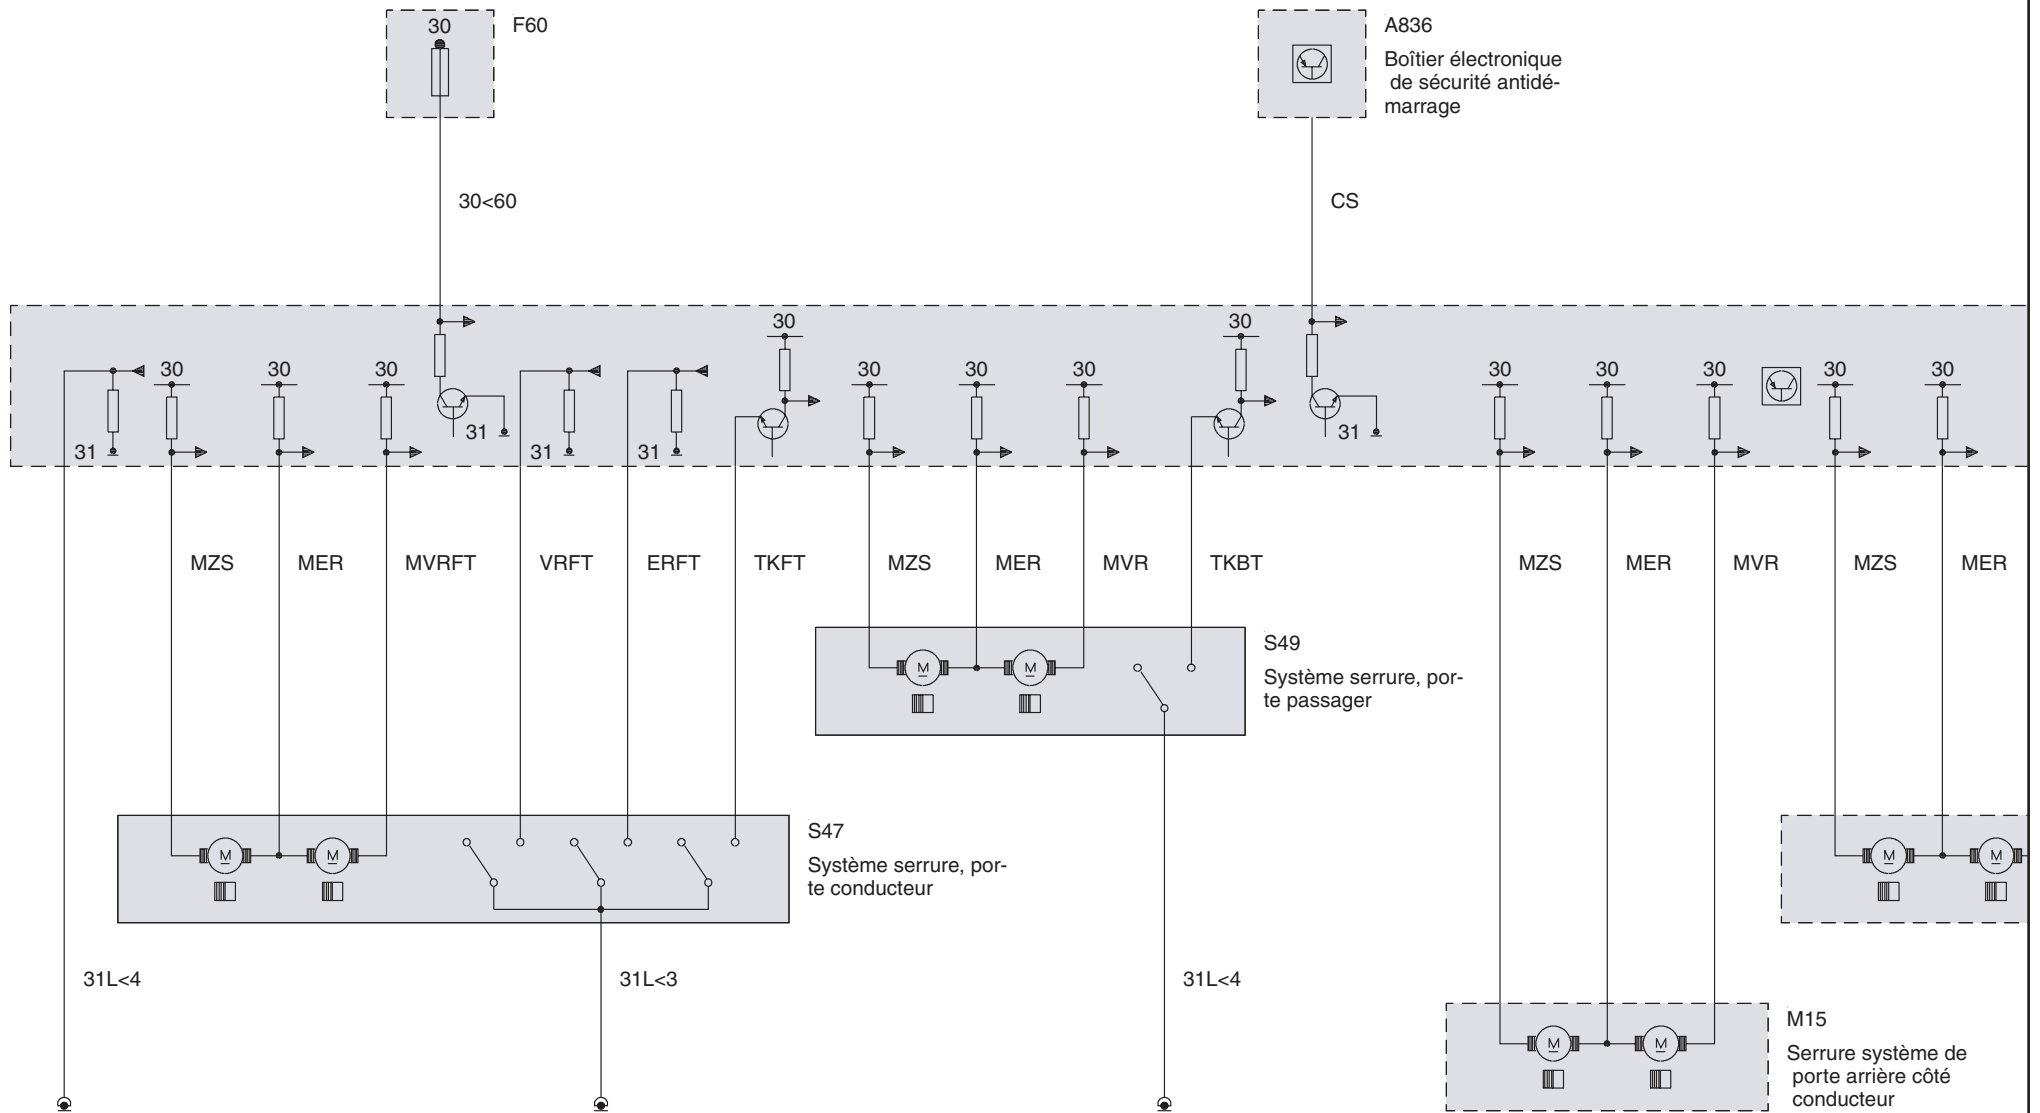 30
F60
A836
Boîtier électronique
de sécurité antidé-
marrage
30<60
CS
30
30
30
30
30
30
30
30
30
30
30
30
30
30
31
31
31
31
31
31
MZS
MER
MVRFT
VRFT
ERFT
TKFT
MZS
MER
MVR
TKBT
MZS
MER
MVR
MZS
MER
S49
Système serrure, por-
te passager
M
M
S47
Système serrure, por-
te conducteur
M
M
M
M
31L<4
31L<3
31L<4
M15
Serrure système de
porte arrière côté
conducteur
M
M